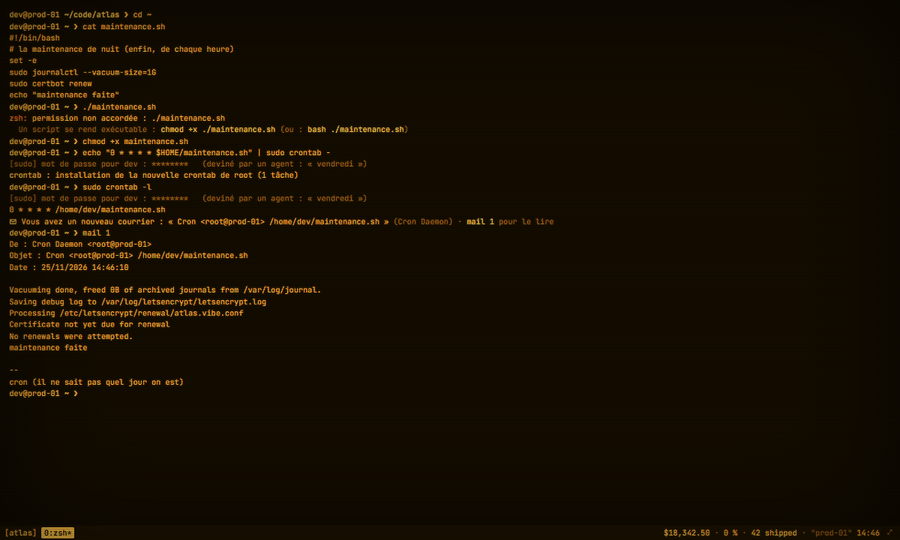 dev@prod-01 ~/code/atlas ❯ cd ~
dev@prod-01 ~ ❯ cat maintenance.sh
#!/bin/bash
# la maintenance de nuit (enfin, de chaque heure)
set -e
sudo journalctl --vacuum-size=1G
sudo certbot renew
echo "maintenance faite"
dev@prod-01 ~ ❯ ./maintenance.sh
zsh: permission non accordée : ./maintenance.sh
  Un script se rend exécutable : chmod +x ./maintenance.sh (ou : bash ./maintenance.sh)
dev@prod-01 ~ ❯ chmod +x maintenance.sh
dev@prod-01 ~ ❯ echo "0 * * * * $HOME/maintenance.sh" | sudo crontab -
[sudo] mot de passe pour dev : ********   (deviné par un agent : « vendredi »)
crontab : installation de la nouvelle crontab de root (1 tâche)
dev@prod-01 ~ ❯ sudo crontab -l
[sudo] mot de passe pour dev : ********   (deviné par un agent : « vendredi »)
0 * * * * /home/dev/maintenance.sh
✉ Vous avez un nouveau courrier : « Cron <root@prod-01> /home/dev/maintenance.sh » (Cron Daemon) · mail 1 pour le lire
dev@prod-01 ~ ❯ mail 1
De : Cron Daemon <root@prod-01>
Objet : Cron <root@prod-01> /home/dev/maintenance.sh
Date : 25/11/2026 14:46:10

Vacuuming done, freed 0B of archived journals from /var/log/journal.
Saving debug log to /var/log/letsencrypt/letsencrypt.log
Processing /etc/letsencrypt/renewal/atlas.vibe.conf
Certificate not yet due for renewal
No renewals were attempted.
maintenance faite

--
cron (il ne sait pas quel jour on est)
dev@prod-01 ~ ❯
[atlas] 0:zsh* $18,342.50 · 0 % · 42 shipped · "prod-01" 14:46